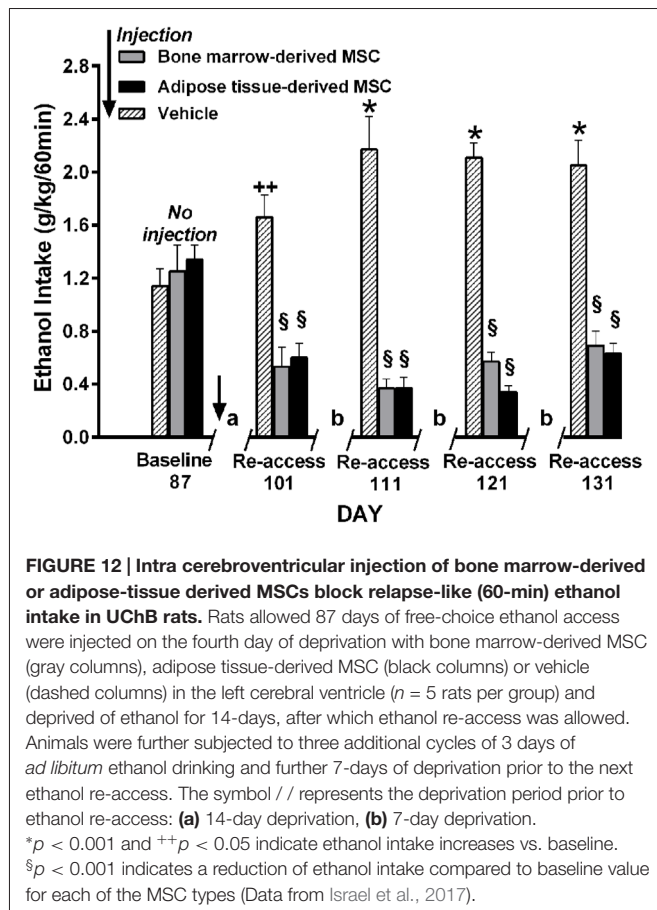 Injection
Bone marrow-derived MSC
Adipose tissue-derived MSC
Vehicle
Ethanol Intake (g/kg/60min)
2.8
2.4
2.0
1.6
1.2
0.8
0.4
0.0
No
injection
++
* * *
§ § § § § § § §
a b b b
Baseline Re-access Re-access Re-access Re-access
87 101 111 121 131
DAY
FIGURE 12 | Intra cerebroventricular injection of bone marrow-derived
or adipose-tissue derived MSCs block relapse-like (60-min) ethanol
intake in UChB rats. Rats allowed 87 days of free-choice ethanol access
were injected on the fourth day of deprivation with bone marrow-derived MSC
(gray columns), adipose tissue-derived MSC (black columns) or vehicle
(dashed columns) in the left cerebral ventricle (n = 5 rats per group) and
deprived of ethanol for 14-days, after which ethanol re-access was allowed.
Animals were further subjected to three additional cycles of 3 days of
ad libitum ethanol drinking and further 7-days of deprivation prior to the next
ethanol re-access. The symbol / / represents the deprivation period prior to
ethanol re-access: (a) 14-day deprivation, (b) 7-day deprivation.
*p < 0.001 and ++p < 0.05 indicate ethanol intake increases vs. baseline.
§p < 0.001 indicates a reduction of ethanol intake compared to baseline value
for each of the MSC types (Data from Israel et al., 2017).